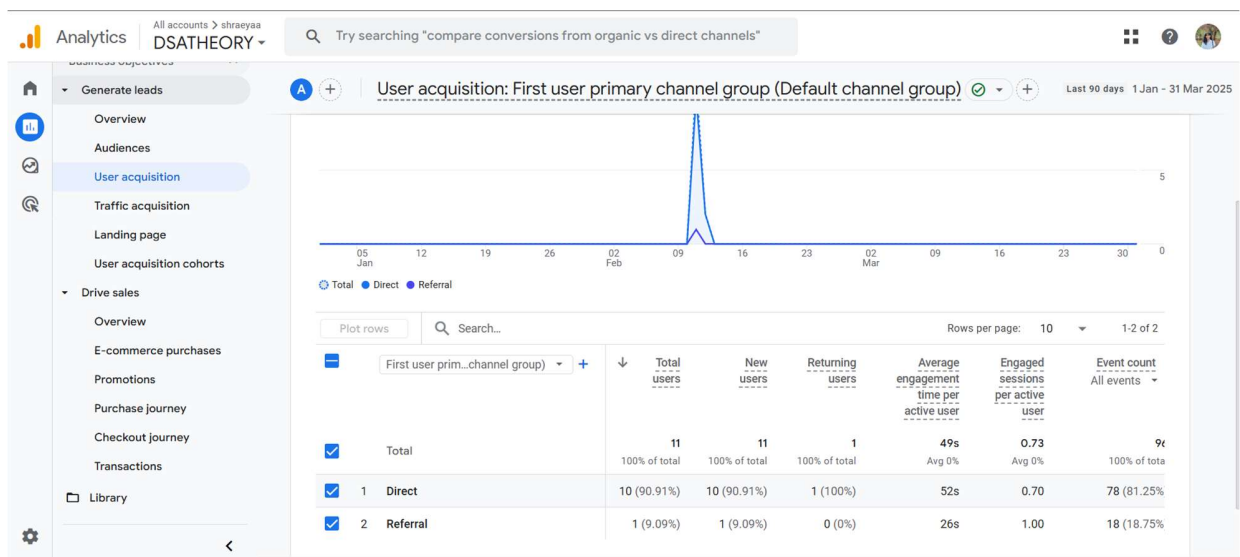 All accounts > shraeyaa
Analytics
DSATHEORY
Try searching "compare conversions from organic vs direct channels"
Business objectives
Generate leads
Overview
Audiences
User acquisition
Traffic acquisition
Landing page
User acquisition cohorts
Drive sales
Overview
E-commerce purchases
Promotions
Purchase journey
Checkout journey
Transactions
Library
A
User acquisition: First user primary channel group (Default channel group)
Last 90 days 1 Jan - 31 Mar 2025
5
0
05 Jan 12 19 26 02 Feb 09 16 23 02 Mar 09 16 23 30
Total Direct Referral
Plot rows
Search...
Rows per page: 10
1-2 of 2
First user prim...channel group)
Total users
New users
Returning users
Average engagement time per active user
Engaged sessions per active user
Event count
All events
Total 11 11 1 49s 0.73
100% of total 100% of total 100% of total Avg 0% Avg 0% 100% of tota
1 Direct 10 (90.91%) 10 (90.91%) 1 (100%) 52s 0.70 78 (81.25%
2 Referral 1 (9.09%) 1 (9.09%) 0 (0%) 26s 1.00 18 (18.75%